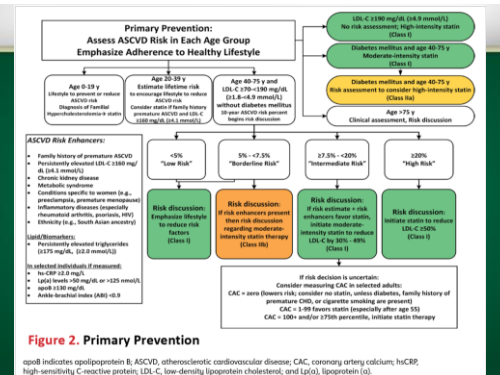 Primary Prevention:
Assess ASCVD Risk in Each Age Group
Emphasize Adherence to Healthy Lifestyle
LDL-C ≥190 mg/dL (≥4.9 mmol/L)
No risk assessment; High-intensity statin
(Class I)
Diabetes mellitus and age 40-75 y
Moderate-intensity statin
(Class I)
Diabetes mellitus and age 40-75 y
Risk assessment to consider high-intensity statin
(Class IIa)
Age >75 y
Clinical assessment, Risk discussion
Age 0-19 y
Lifestyle to prevent or reduce
ASCVD risk
Diagnosis of Familial
Hypercholesterolemia→ statin
Age 20-39 y
Estimate lifetime risk
to encourage lifestyle to reduce
ASCVD risk
Consider statin if family history
premature ASCVD and LDL-C
≥160 mg/dL (≥4.1 mmol/L)
Age 40-75 y and
LDL-C ≥70-<190 mg/dL
(≥1.8-<4.9 mmol/L)
without diabetes mellitus
10-year ASCVD risk percent
begins risk discussion
<5%
"Low Risk"
5% - <7.5%
"Borderline Risk"
≥7.5% - <20%
"Intermediate Risk"
≥20%
"High Risk"
Risk discussion:
Emphasize lifestyle
to reduce risk
factors
(Class I)
Risk discussion:
If risk enhancers present
then risk discussion
regarding moderate-
intensity statin therapy
(Class IIb)
Risk discussion:
If risk estimate + risk
enhancers favor statin,
initiate moderate-
intensity statin to reduce
LDL-C by 30% - 49%
(Class I)
Risk discussion:
Initiate statin to reduce
LDL-C ≥50%
(Class I)
ASCVD Risk Enhancers:
• Family history of premature ASCVD
• Persistently elevated LDL-C ≥160 mg/
dL (≥4.1 mmol/L)
• Chronic kidney disease
• Metabolic syndrome
• Conditions specific to women (e.g.,
preeclampsia, premature menopause)
• Inflammatory diseases (especially
rheumatoid arthritis, psoriasis, HIV)
• Ethnicity (e.g., South Asian ancestry)
Lipid/Biomarkers:
• Persistently elevated triglycerides
(≥175 mg/dL, (≥2.0 mmol/L))
In selected individuals if measured:
• hs-CRP ≥2.0 mg/L
• Lp(a) levels >50 mg/dL or >125 nmol/L
• apoB ≥130 mg/dL
• Ankle-brachial index (ABI) <0.9
If risk decision is uncertain:
Consider measuring CAC in selected adults:
CAC = zero (lowers risk; consider no statin, unless diabetes, family history of
premature CHD, or cigarette smoking are present)
CAC = 1-99 favors statin (especially after age 55)
CAC = 100+ and/or ≥75th percentile, initiate statin therapy
Figure 2. Primary Prevention
apoB indicates apolipoprotein B; ASCVD, atherosclerotic cardiovascular disease; CAC, coronary artery calcium; hsCRP,
high-sensitivity C-reactive protein; LDL-C, low-density lipoprotein cholesterol; and Lp(a), lipoprotein (a).